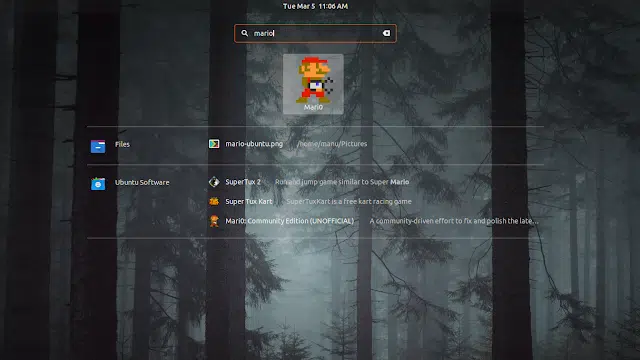 Tue Mar 5 11:06 AM
mario
Mari0
Files
mario-ubuntu.png /home/manu/Pictures
Ubuntu Software
SuperTux 2 Run and jump game similar to Super Mario
Super Tux Kart SuperTuxKart is a free kart racing game
Mari0: Community Edition (UNOFFICIAL) A community-driven effort to fix and polish the late…